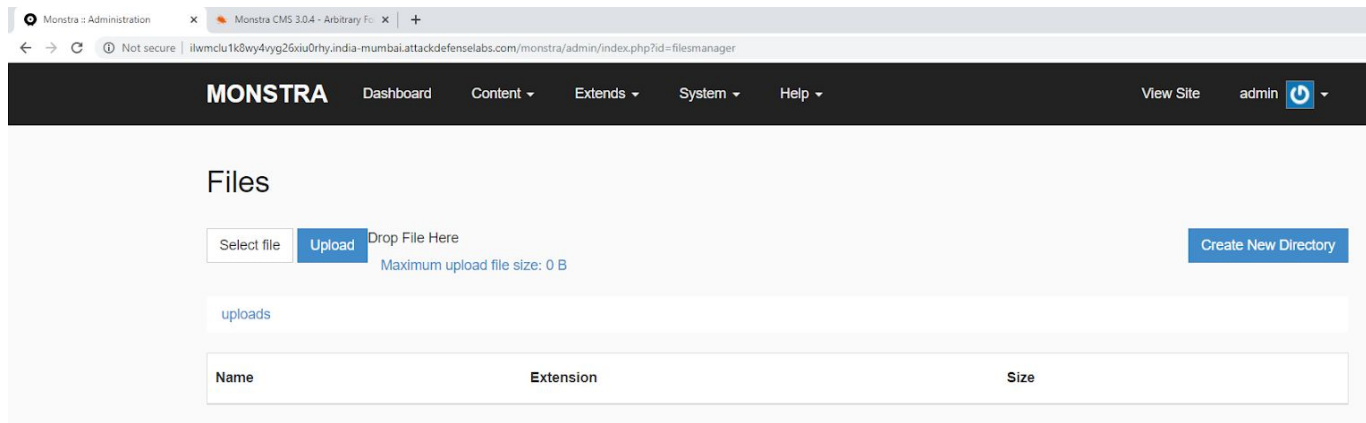 Monstra :: Administration
Monstra CMS 3.0.4 - Arbitrary Fo
Not secure | ilwmclu1k8wy4vyg26xiu0rhy.india-mumbai.attackdefenselabs.com/monstra/admin/index.php?id=filesmanager
MONSTRA Dashboard Content Extends System Help View Site admin
Files
Select file Upload Drop File Here Create New Directory
Maximum upload file size: 0 B
uploads
Name Extension Size